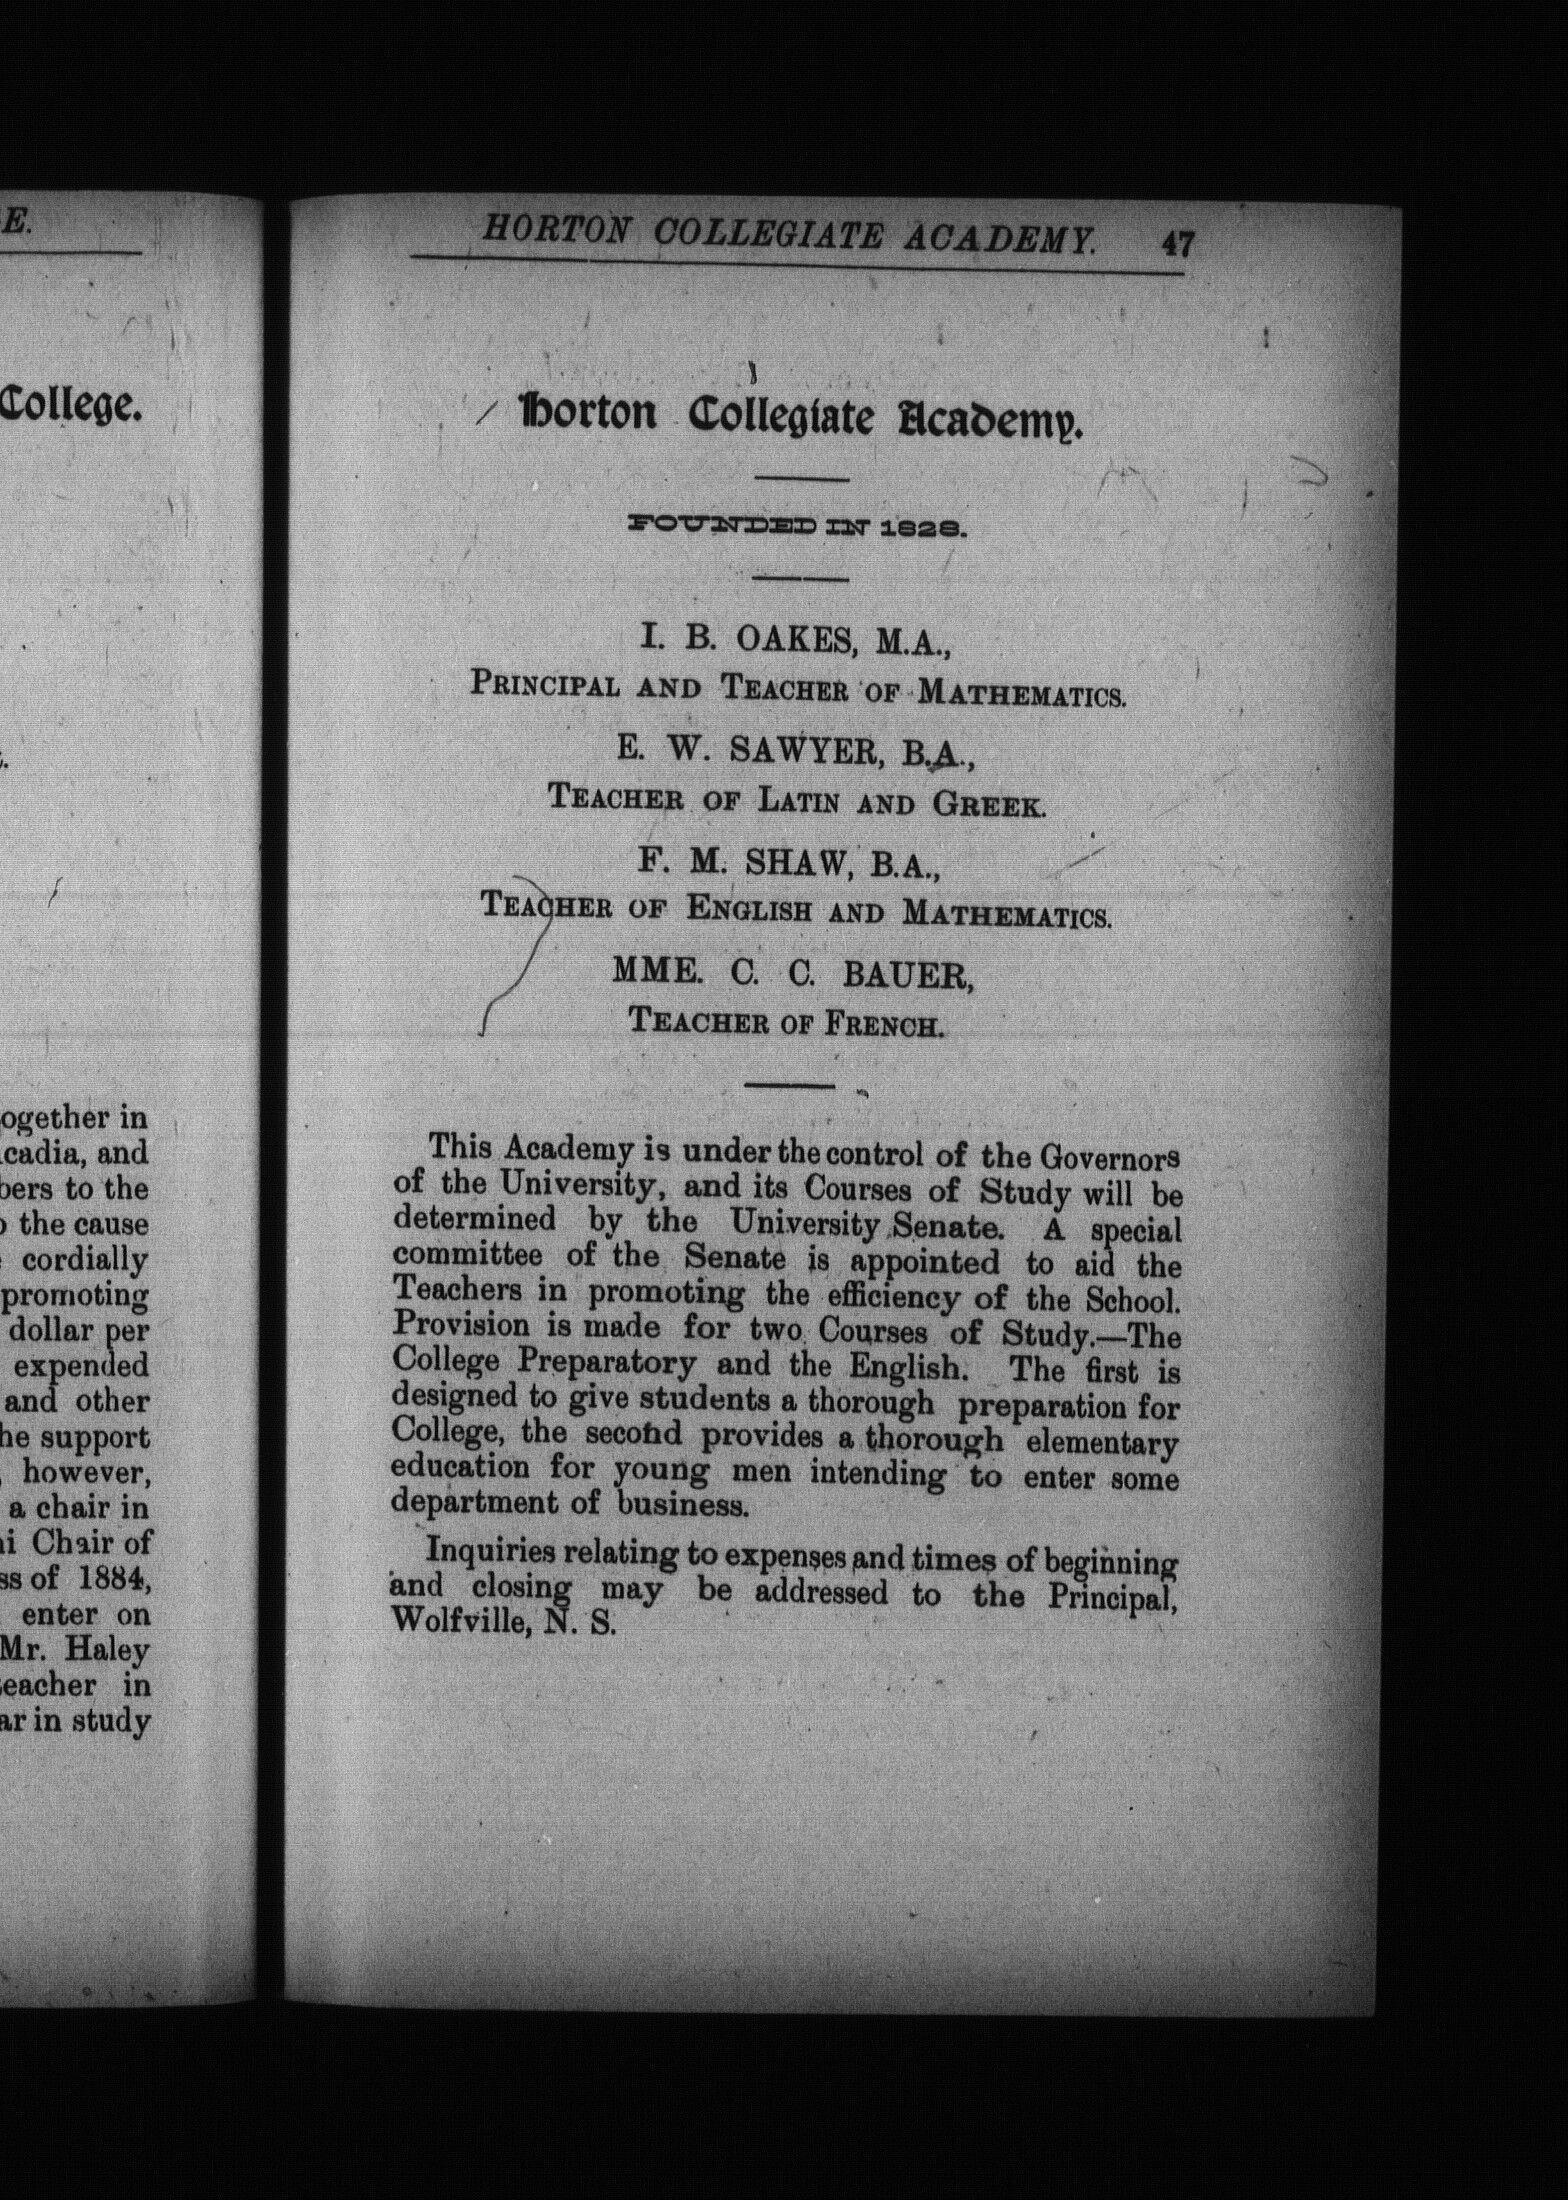 E.
College.
together in
Acadia, and
the cause
cordially
promoting
dollar per
expended
and other
the support
however,
a chair in
Chair of
of 1884,
enter on
Mr. Haley
teacher in
in study
HORTON COLLEGIATE ACADEMY. 47
Horton Collegiate Academy.
FOUNDED IN 1828.
I. B. OAKES, M.A.,
PRINCIPAL AND TEACHER OF MATHEMATICS.
E. W. SAWYER, B.A.,
TEACHER OF LATIN AND GREEK.
F. M. SHAW, B.A.,
TEACHER OF ENGLISH AND MATHEMATICS.
MME. C. C. BAUER,
TEACHER OF FRENCH.
This Academy is under the control of the Governors
of the University, and its Courses of Study will be
determined by the University Senate. A special
committee of the Senate is appointed to aid the
Teachers in promoting the efficiency of the School.
Provision is made for two Courses of Study.—The
College Preparatory and the English. The first is
designed to give students a thorough preparation for
College, the second provides a thorough elementary
education for young men intending to enter some
department of business.
Inquiries relating to expenses and times of beginning
and closing may be addressed to the Principal,
Wolfville, N. S.